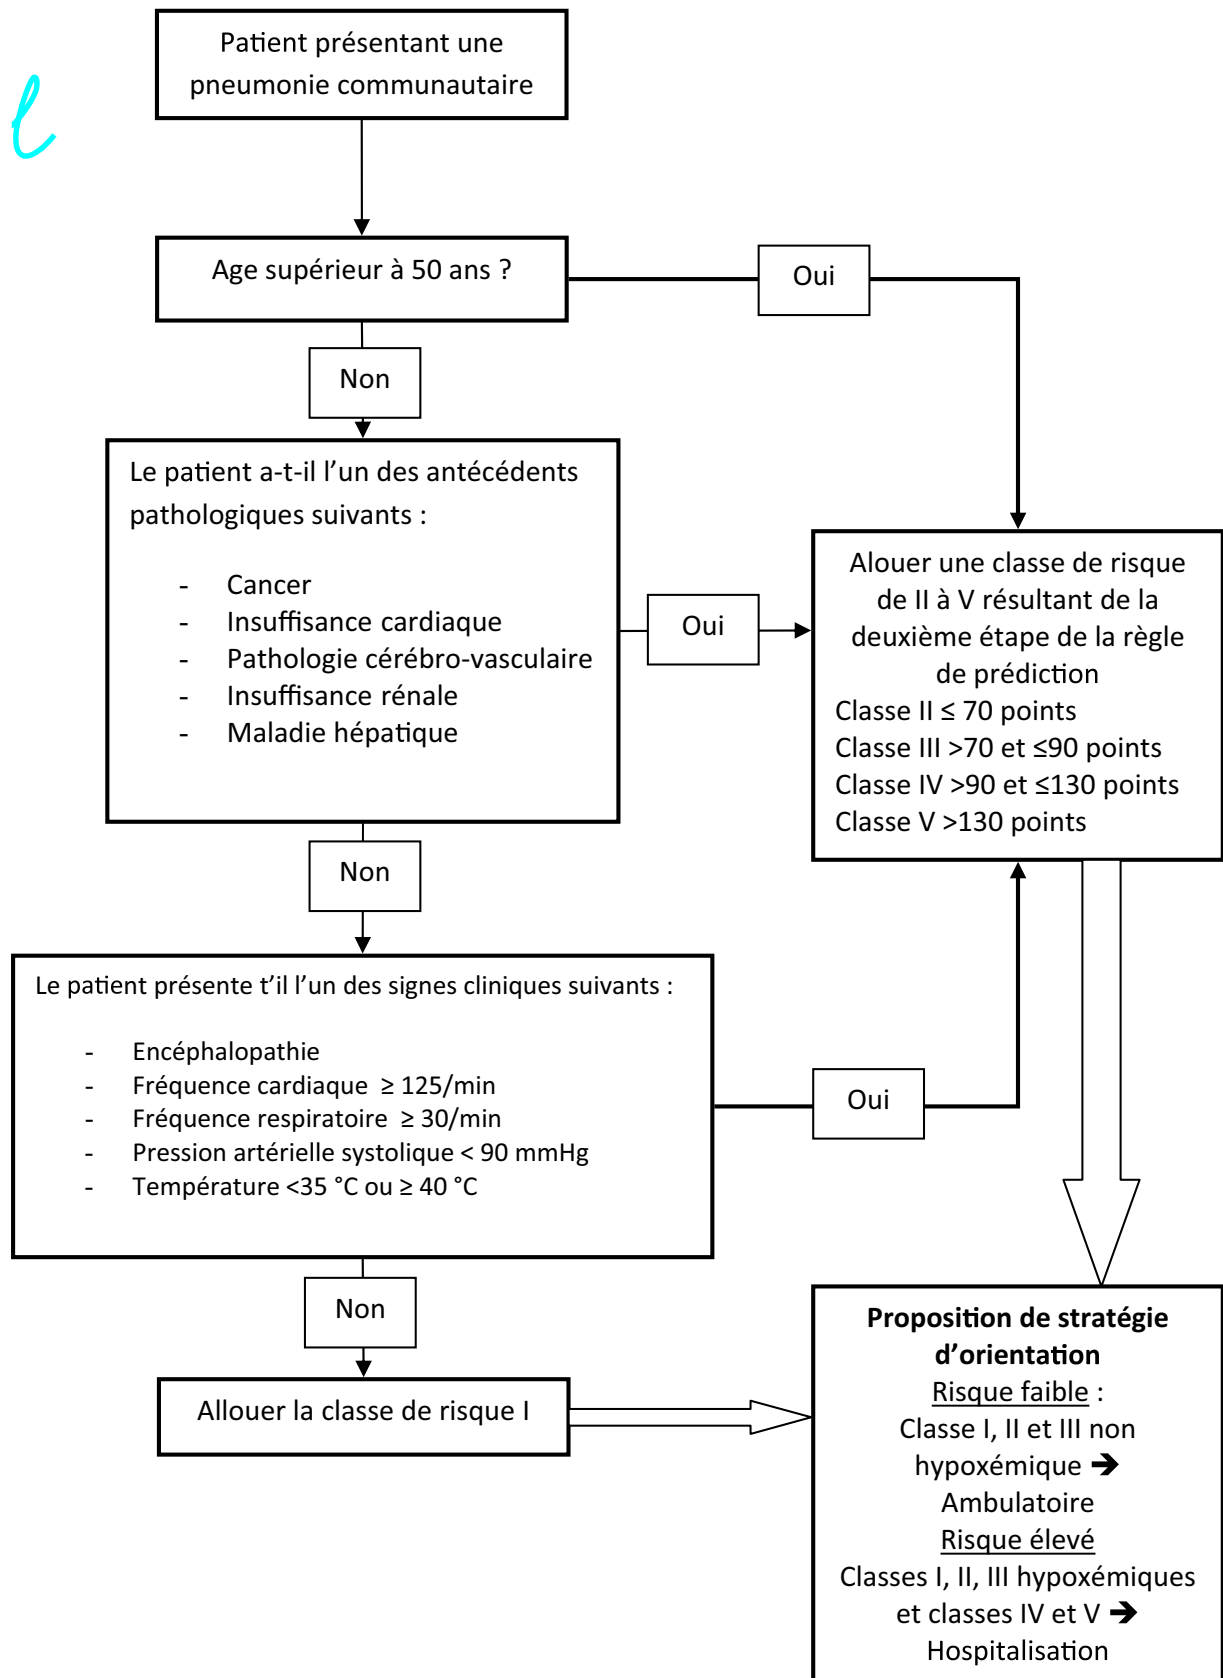 Patient présentant une
pneumonie communautaire
l
Age supérieur à 50 ans ?
Oui
Non
Le patient a-t-il l’un des antécédents
pathologiques suivants :
- Cancer
- Insuffisance cardiaque
- Pathologie cérébro-vasculaire
- Insuffisance rénale
- Maladie hépatique
Oui
Alouer une classe de risque
de II à V résultant de la
deuxième étape de la règle
de prédiction
Classe II ≤ 70 points
Classe III >70 et ≤90 points
Classe IV >90 et ≤130 points
Classe V >130 points
Non
Le patient présente t’il l’un des signes cliniques suivants :
- Encéphalopathie
- Fréquence cardiaque ≥ 125/min
- Fréquence respiratoire ≥ 30/min
- Pression artérielle systolique < 90 mmHg
- Température <35 °C ou ≥ 40 °C
Oui
Non
Allouer la classe de risque I
Proposition de stratégie
d’orientation
Risque faible :
Classe I, II et III non
hypoxémique ➔
Ambulatoire
Risque élevé
Classes I, II, III hypoxémiques
et classes IV et V ➔
Hospitalisation